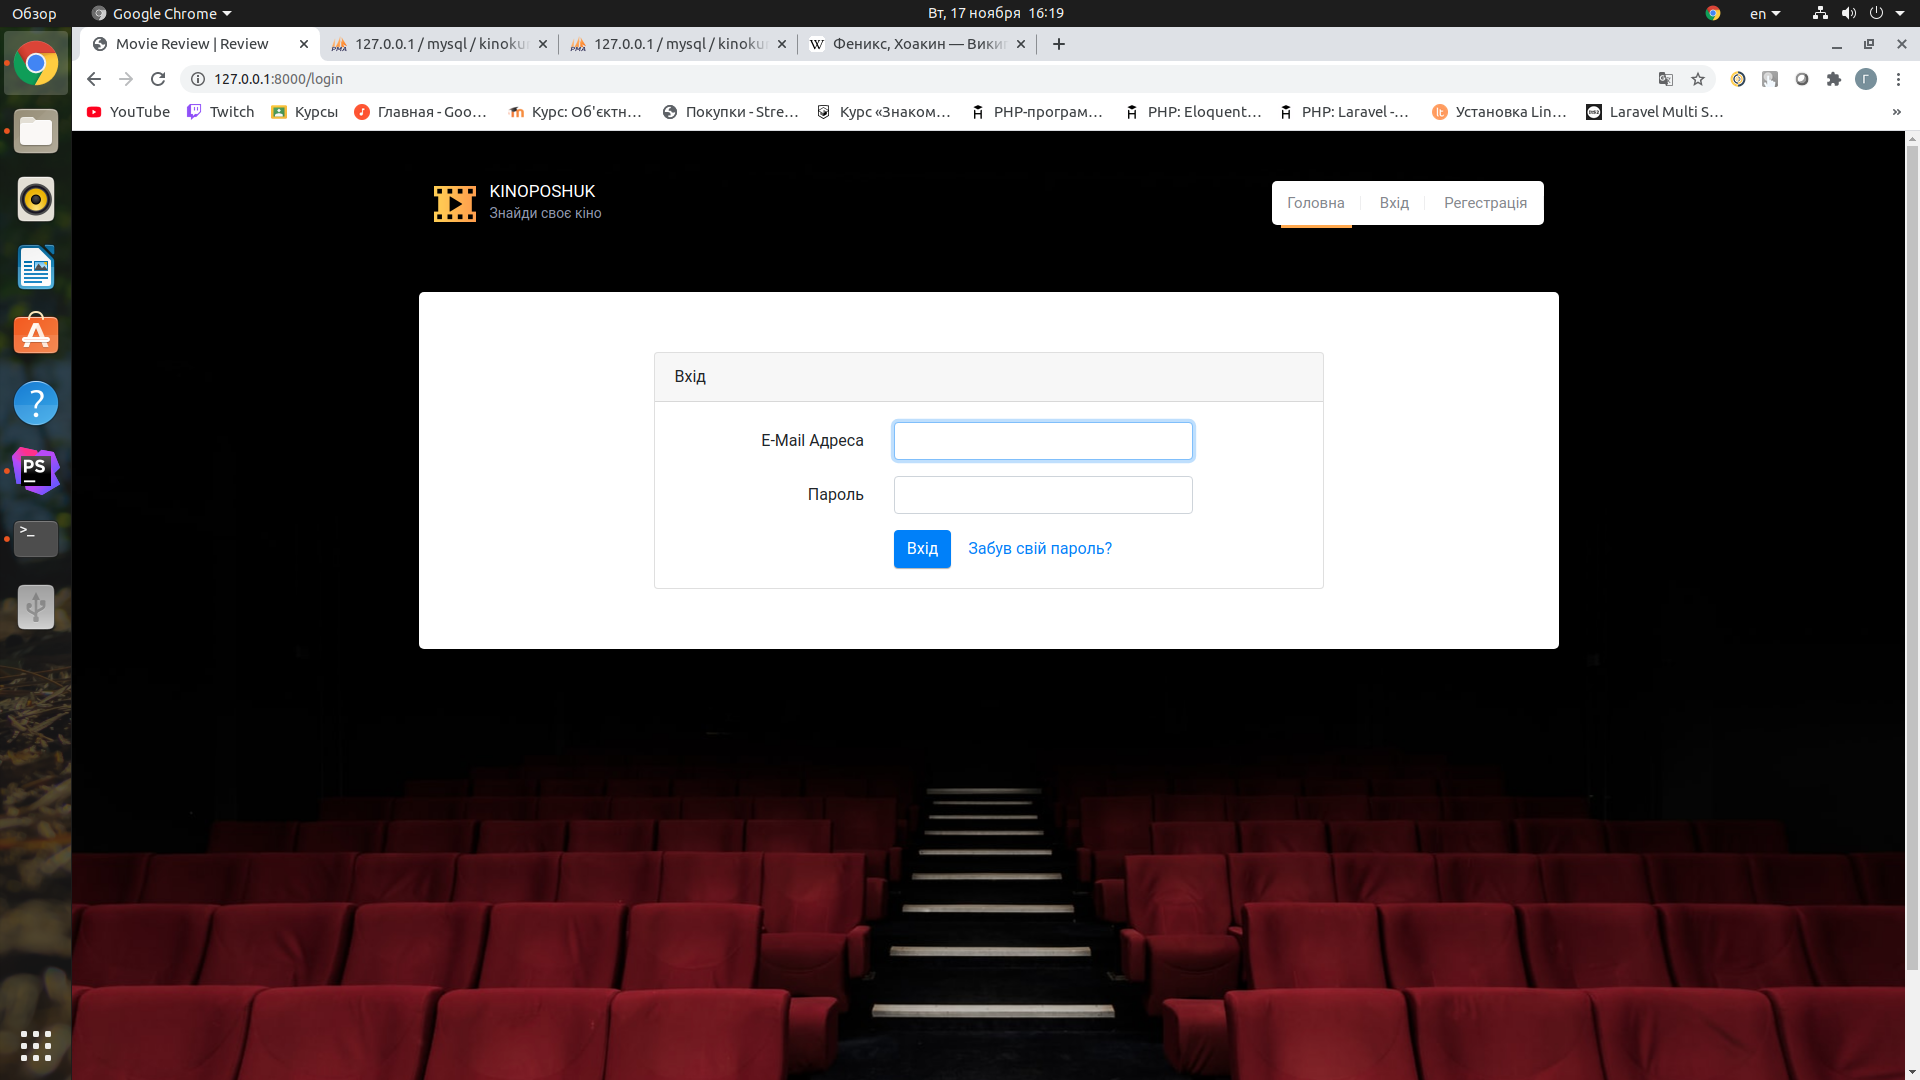 Обзор
Google Chrome
Вт, 17 ноября 16:19
en
Movie Review | Review
127.0.0.1 / mysql / kinoku
127.0.0.1 / mysql / kinoku
W Феникс, Хоакин — Вики
127.0.0.1:8000/login
Г
YouTube
Twitch
Курсы
Главная - Goo...
Курс: Об'єктн...
Покупки - Stre...
Курс «Знаком...
PHP-програм...
PHP: Eloquent...
PHP: Laravel -...
Установка Lin...
Laravel Multi S...
»
KINOPOSHUK
Знайди своє кіно
Головна
Вхід
Регестрація
Вхід
E-Mail Адреса
Пароль
Вхід
Забув свій пароль?
PS
>_